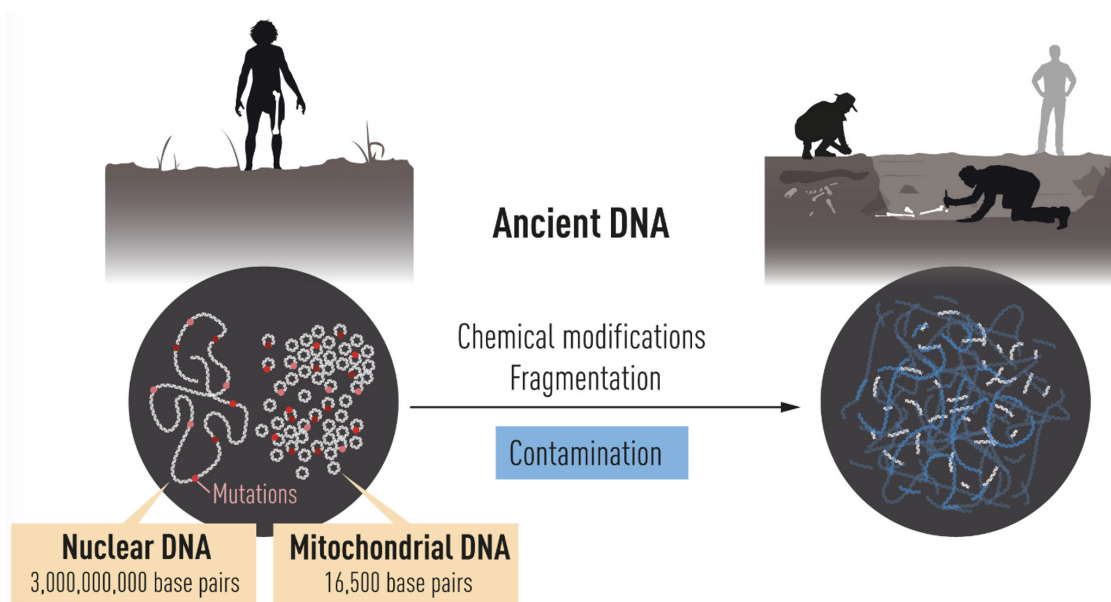 Ancient DNA
Chemical modifications
Fragmentation
Contamination
Mutations
Nuclear DNA
3,000,000,000 base pairs
Mitochondrial DNA
16,500 base pairs